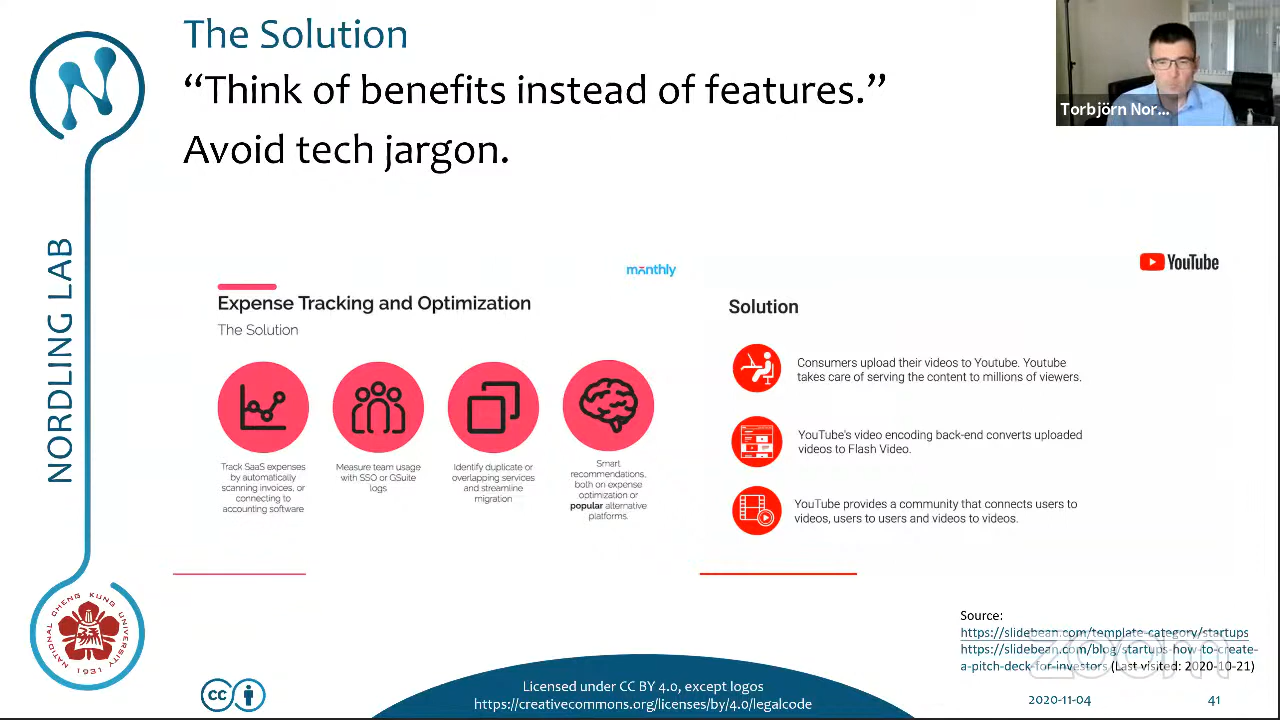 The Solution
“Think of benefits instead of features.”
Avoid tech jargon.
Torbjörn Nor...
NORDLING LAB
mänthly
Expense Tracking and Optimization
The Solution
Track SaaS expenses
by automatically
scanning invoices, or
connecting to
accounting software
Measure team usage
with SSO or GSuite
logs
Identify duplicate or
overlapping services
and streamline
migration
Smart
recommendations,
both on expense
optimization or
popular alternative
platforms.
YouTube
Solution
Consumers upload their videos to Youtube. Youtube
takes care of serving the content to millions of viewers.
YouTube's video encoding back-end converts uploaded
videos to Flash Video.
YouTube provides a community that connects users to
videos, users to users and videos to videos.
Source:
https://slidebean.com/template-category/startups
https://slidebean.com/blog/startups-how-to-create-
a-pitch-deck-for-investors (Last visited: 2020-10-21)
zoom
NATIONAL CHENG KUNG UNIVERSITY
1931
cc
Licensed under CC BY 4.0, except logos
https://creativecommons.org/licenses/by/4.0/legalcode
2020-11-04
41